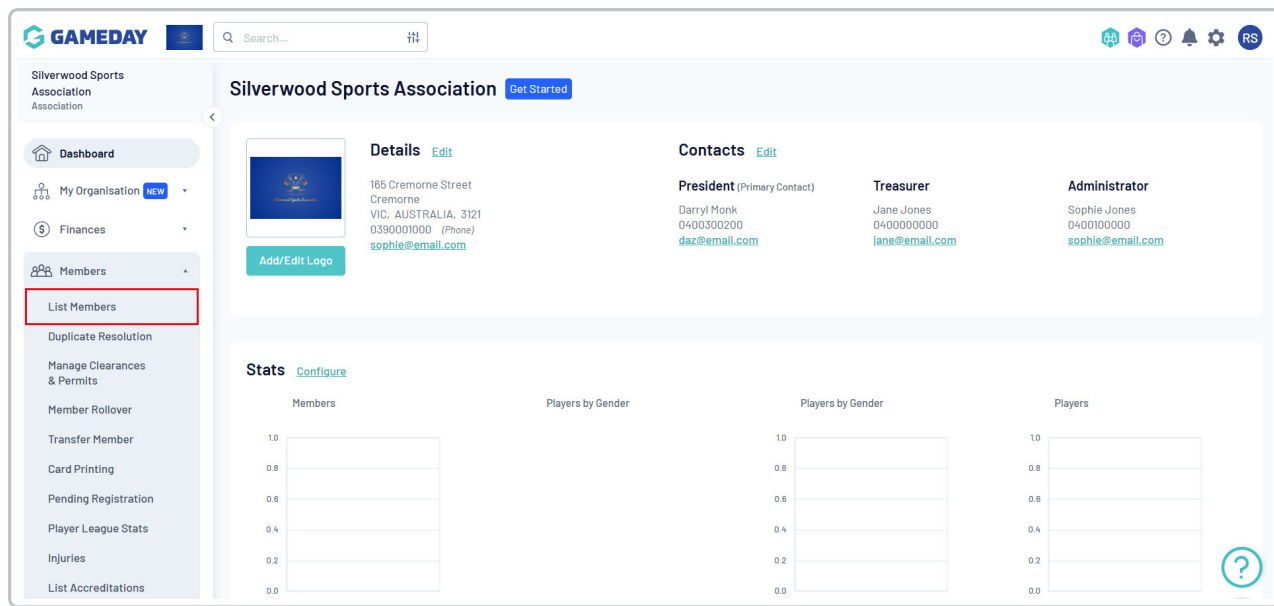 GAMEDAY
Search...
RS
Silverwood Sports
Association
Association
Dashboard
My Organisation NEW
Finances
Members
List Members
Duplicate Resolution
Manage Clearances
& Permits
Member Rollover
Transfer Member
Card Printing
Pending Registration
Player League Stats
Injuries
List Accreditations
Silverwood Sports Association Get Started
Add/Edit Logo
Details Edit
165 Cremorne Street
Cremorne
VIC, AUSTRALIA, 3121
0390001000 (Phone)
sophie@email.com
Contacts Edit
President (Primary Contact)
Darryl Monk
0400300200
daz@email.com
Treasurer
Jane Jones
0400000000
jane@email.com
Administrator
Sophie Jones
0400100000
sophie@email.com
Stats Configure
Members
1.0
0.8
0.6
0.4
0.2
0.0
Players by Gender
Players by Gender
1.0
0.8
0.6
0.4
0.2
0.0
Players
1.0
0.8
0.6
0.4
0.2
0.0
?